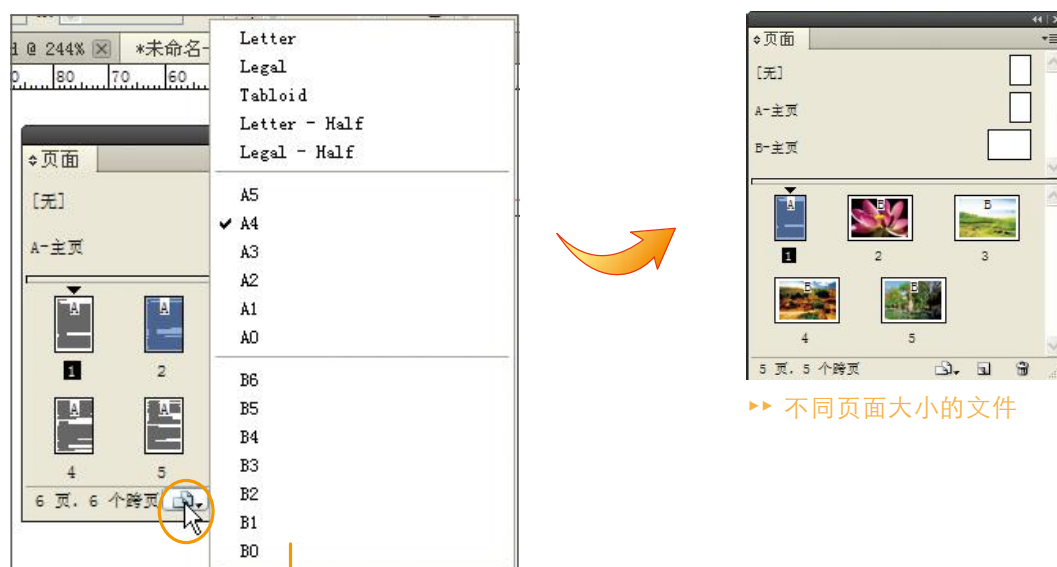 @ 244%
*未命名-
80 70 60
页面
[无]
A-主页
A
A
1
2
A
A
4
5
6 页，6 个跨页
Letter
Legal
Tabloid
Letter - Half
Legal - Half
A5
A4
A3
A2
A1
A0
B6
B5
B4
B3
B2
B1
B0
页面
[无]
A-主页
B-主页
A
B
B
1
2
3
B
B
4
5
5 页，5 个跨页
不同页面大小的文件